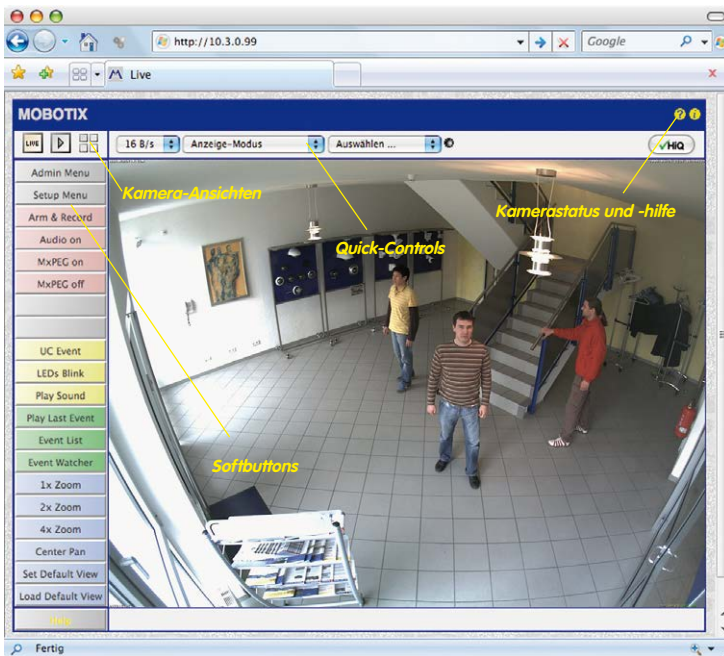 http://10.3.0.99
Google
Live
MOBOTIX
? i
LIVE
16 B/s
Anzeige-Modus
Auswählen ...
HiQ
Admin Menu
Setup Menu
Kamera-Ansichten
Kamerastatus und -hilfe
Arm & Record
Audio on
Quick-Controls
MxPEG on
MxPEG off
UC Event
LEDs Blink
Play Sound
Play Last Event
Event List
Event Watcher
Softbuttons
1x Zoom
2x Zoom
4x Zoom
Center Pan
Set Default View
Load Default View
Help
Fertig